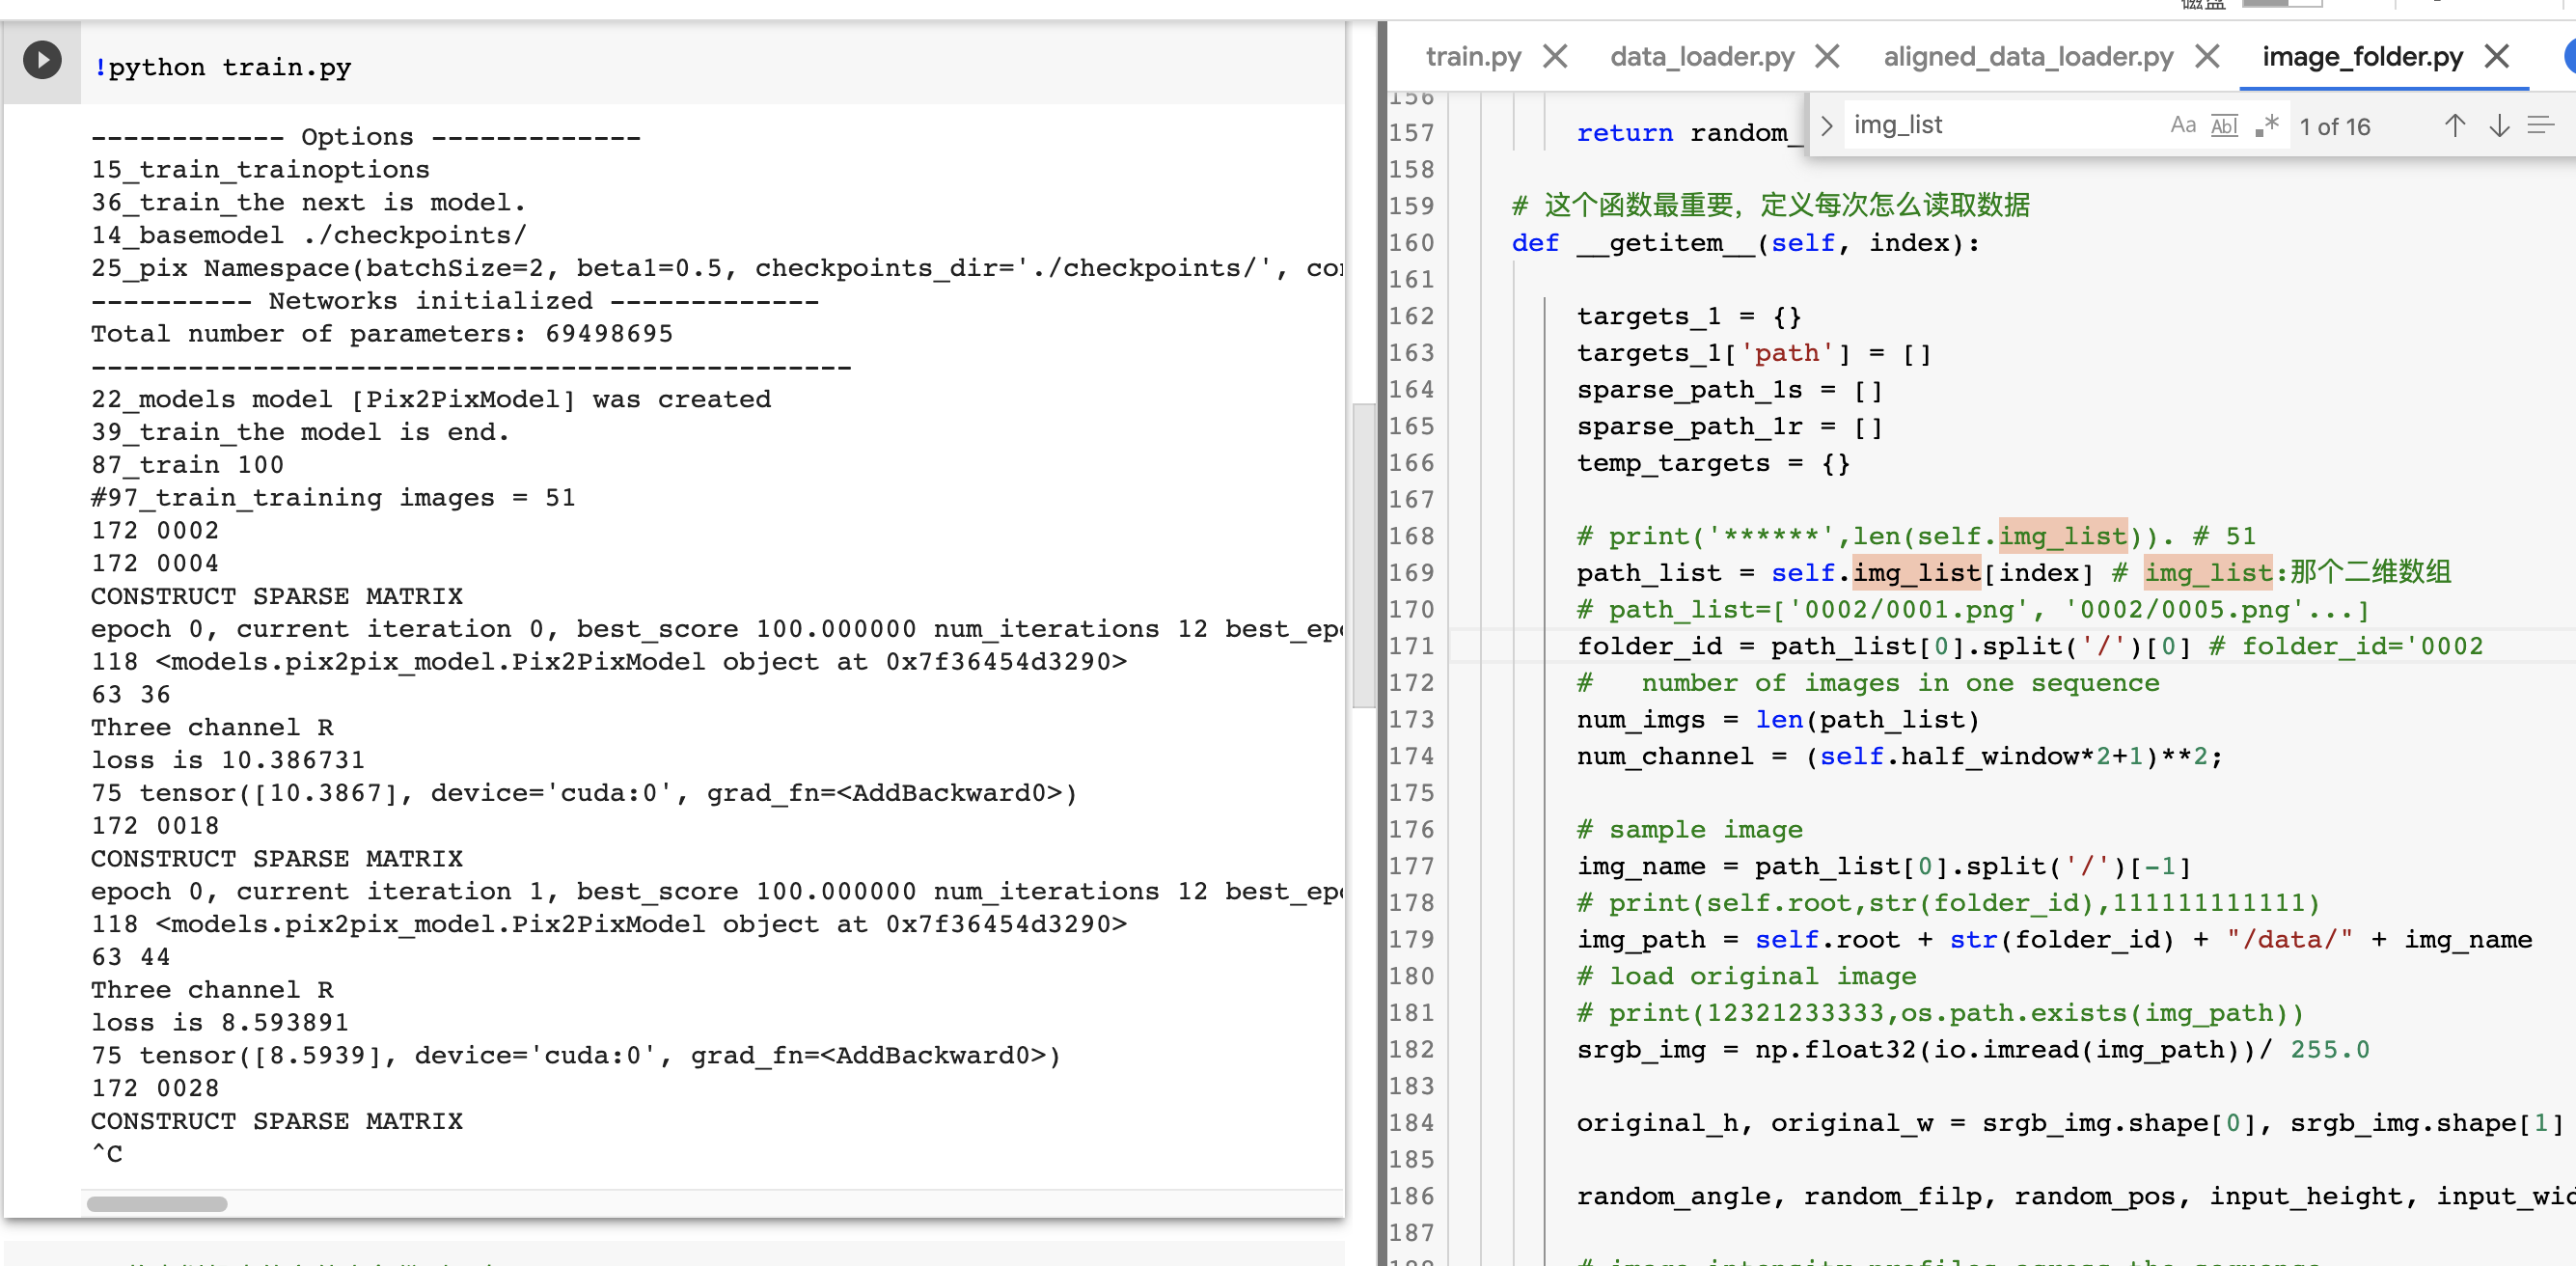 磁盘
!python train.py
------------ Options -------------
15_train_trainoptions
36_train_the next is model.
14_basemodel ./checkpoints/
25_pix Namespace(batchSize=2, beta1=0.5, checkpoints_dir='./checkpoints/',
---------- Networks initialized -------------
Total number of parameters: 69498695
-----------------------------------------------
22_models model [Pix2PixModel] was created
39_train_the model is end.
87_train 100
#97_train_training images = 51
172 0002
172 0004
CONSTRUCT SPARSE MATRIX
epoch 0, current iteration 0, best_score 100.000000 num_iterations 12
118 <models.pix2pix_model.Pix2PixModel object at 0x7f36454d3290>
63 36
Three channel R
loss is 10.386731
75 tensor([10.3867], device='cuda:0', grad_fn=<AddBackward0>)
172 0018
CONSTRUCT SPARSE MATRIX
epoch 0, current iteration 1, best_score 100.000000 num_iterations 12
118 <models.pix2pix_model.Pix2PixModel object at 0x7f36454d3290>
63 44
Three channel R
loss is 8.593891
75 tensor([8.5939], device='cuda:0', grad_fn=<AddBackward0>)
172 0028
CONSTRUCT SPARSE MATRIX
^C
train.py data_loader.py aligned_data_loader.py image_folder.py
img_list Aa Abl .* 1 of 16
156
157 return random_
158
159 # 这个函数最重要，定义每次怎么读取数据
160 def __getitem__(self, index):
161
162 targets_1 = {}
163 targets_1['path'] = []
164 sparse_path_1s = []
165 sparse_path_1r = []
166 temp_targets = {}
167
168 # print('******',len(self.img_list)). # 51
169 path_list = self.img_list[index] # img_list:那个二维数组
170 # path_list=['0002/0001.png', '0002/0005.png'...]
171 folder_id = path_list[0].split('/')[0] # folder_id='0002
172 #   number of images in one sequence
173 num_imgs = len(path_list)
174 num_channel = (self.half_window*2+1)**2;
175
176 # sample image
177 img_name = path_list[0].split('/')[-1]
178 # print(self.root,str(folder_id),111111111111)
179 img_path = self.root + str(folder_id) + "/data/" + img_name
180 # load original image
181 # print(12321233333,os.path.exists(img_path))
182 srgb_img = np.float32(io.imread(img_path))/ 255.0
183
184 original_h, original_w = srgb_img.shape[0], srgb_img.shape[1]
185
186 random_angle, random_filp, random_pos, input_height,
187
# image intensity profiles across the sequence